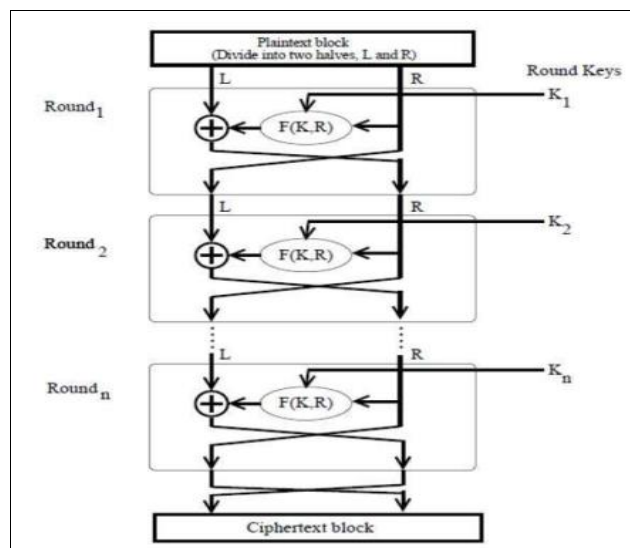 Plaintext block
(Divide into two halves, L and R)
L
R
Round Keys
Round1
K1
F(K,R)
L
R
Round2
K2
F(K,R)
L
R
Roundn
Kn
F(K,R)
Ciphertext block